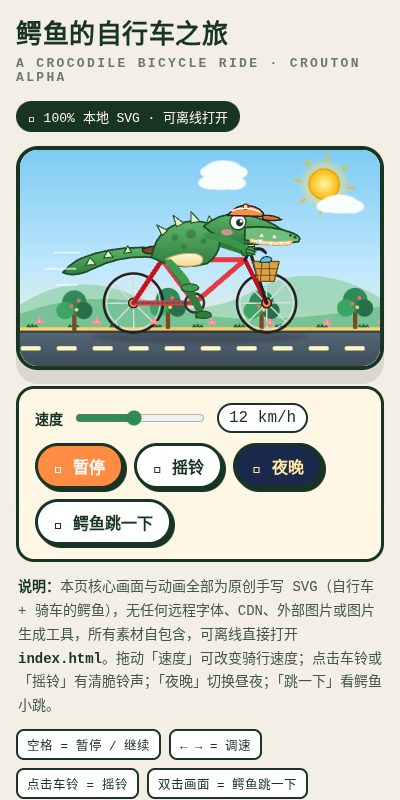 鳄鱼的自行车之旅
A CROCODILE BICYCLE RIDE · CROUTON
ALPHA
100% 本地 SVG · 可离线打开
速度
12 km/h
暂停
摇铃
夜晚
鳄鱼跳一下
说明：本页核心画面与动画全部为原创手写 SVG（自行车
+ 骑车的鳄鱼），无任何远程字体、CDN、外部图片或图片
生成工具，所有素材自包含，可离线直接打开
index.html。拖动「速度」可改变骑行速度；点击车铃或
「摇铃」有清脆铃声；「夜晚」切换昼夜；「跳一下」看鳄鱼
小跳。
空格 = 暂停 / 继续
← → = 调速
点击车铃 = 摇铃
双击画面 = 鳄鱼跳一下